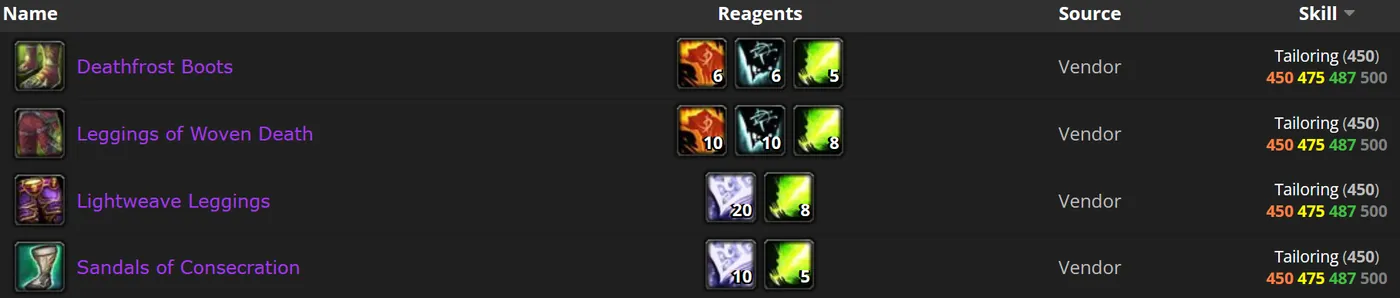 Name Reagents Source Skill
Deathfrost Boots 6 6 5 Vendor Tailoring (450)
450 475 487 500
Leggings of Woven Death 10 10 8 Vendor Tailoring (450)
450 475 487 500
Lightweave Leggings 20 8 Vendor Tailoring (450)
450 475 487 500
Sandals of Consecration 10 5 Vendor Tailoring (450)
450 475 487 500